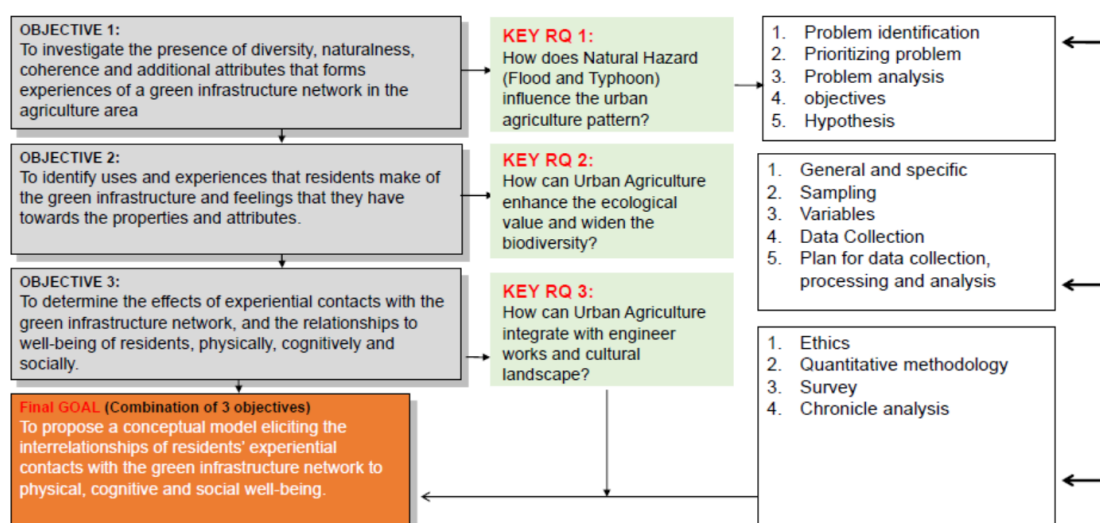 OBJECTIVE 1:
To investigate the presence of diversity, naturalness,
coherence and additional attributes that forms
experiences of a green infrastructure network in the
agriculture area
KEY RQ 1:
How does Natural Hazard
(Flood and Typhoon)
influence the urban
agriculture pattern?
1. Problem identification
2. Prioritizing problem
3. Problem analysis
4. objectives
5. Hypothesis
OBJECTIVE 2:
To identify uses and experiences that residents make of
the green infrastructure and feelings that they have
towards the properties and attributes.
KEY RQ 2:
How can Urban Agriculture
enhance the ecological
value and widen the
biodiversity?
1. General and specific
2. Sampling
3. Variables
4. Data Collection
5. Plan for data collection,
processing and analysis
OBJECTIVE 3:
To determine the effects of experiential contacts with the
green infrastructure network, and the relationships to
well-being of residents, physically, cognitively and
socially.
KEY RQ 3:
How can Urban Agriculture
integrate with engineer
works and cultural
landscape?
1. Ethics
2. Quantitative methodology
3. Survey
4. Chronicle analysis
Final GOAL (Combination of 3 objectives)
To propose a conceptual model eliciting the
interrelationships of residents' experiential
contacts with the green infrastructure network to
physical, cognitive and social well-being.